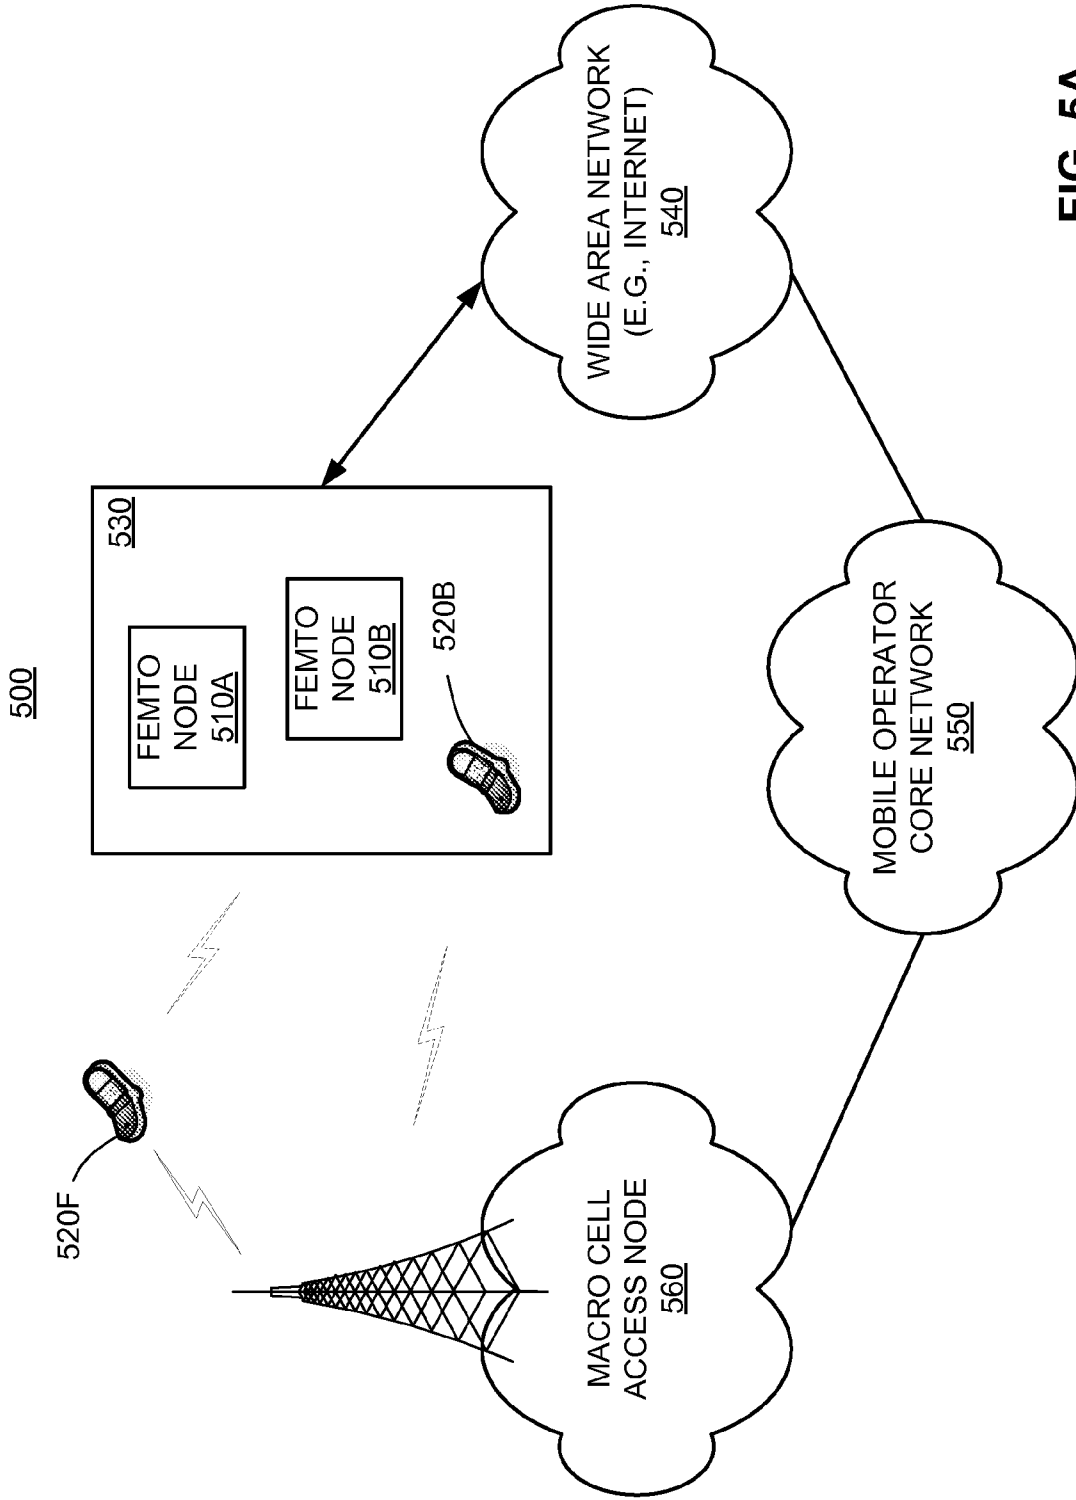 500
520F
530
FEMTO
NODE
510A
FEMTO
NODE
510B
520B
MACRO CELL
ACCESS NODE
560
WIDE AREA NETWORK
(E.G., INTERNET)
540
MOBILE OPERATOR
CORE NETWORK
550
FIG. 5A